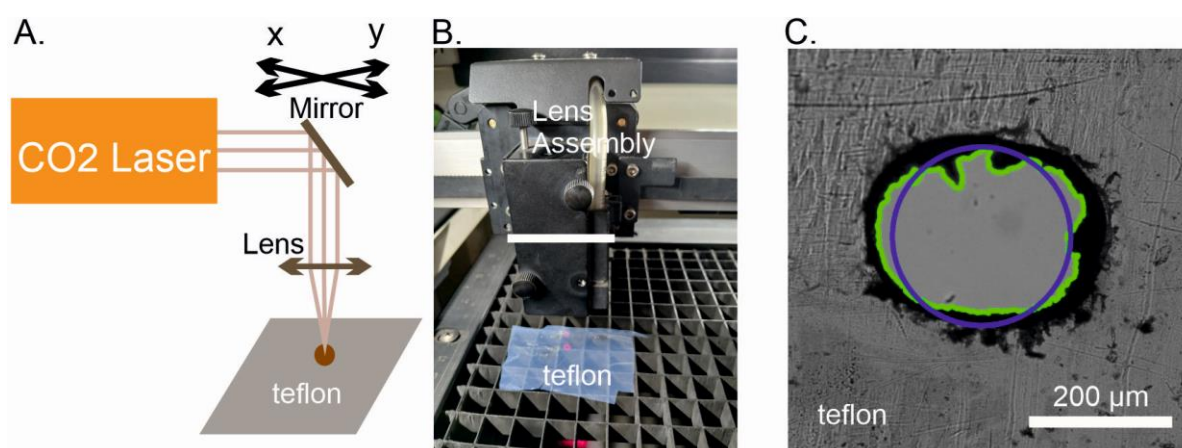 A.
x
y
Mirror
CO2 Laser
Lens
teflon
B.
Lens
Assembly
teflon
C.
200 µm
teflon